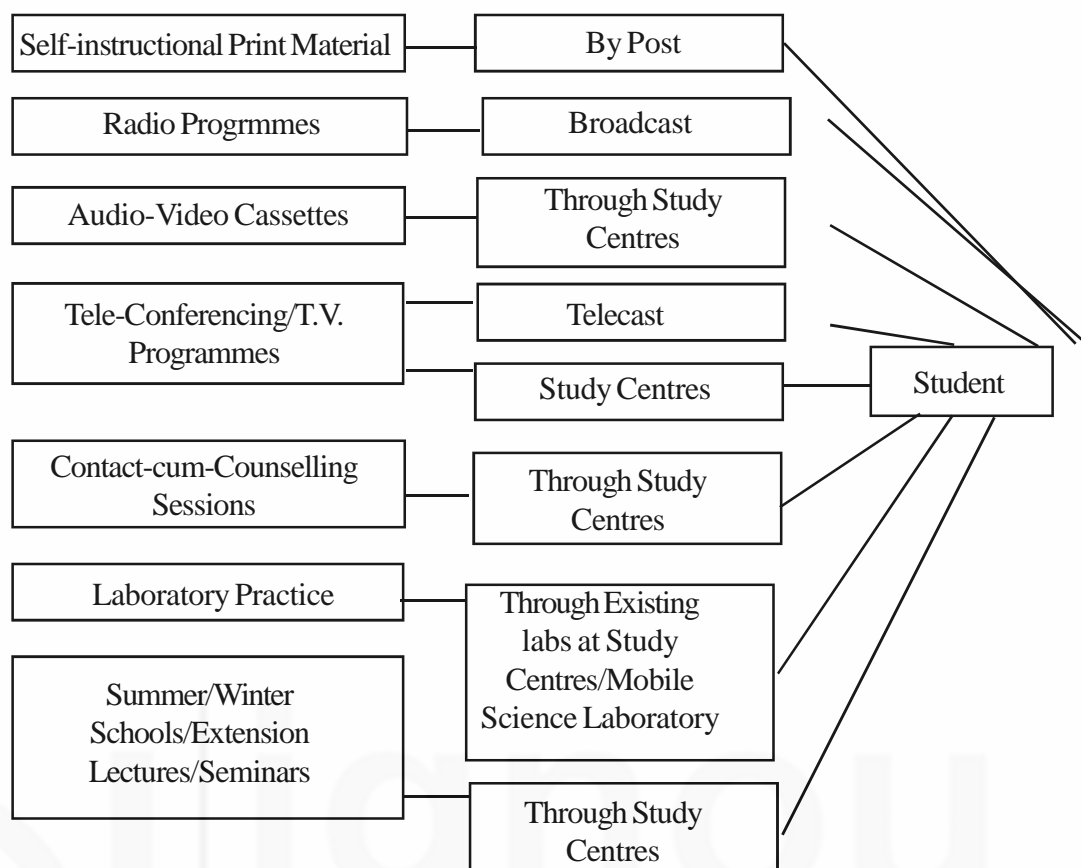 Self-instructional Print Material
By Post
Radio Progrmmes
Broadcast
Audio-Video Cassettes
Through Study
Centres
Tele-Conferencing/T.V.
Programmes
Telecast
Study Centres
Student
Contact-cum-Counselling
Sessions
Through Study
Centres
Laboratory Practice
Through Existing
labs at Study
Centres/Mobile
Science Laboratory
Summer/Winter
Schools/Extension
Lectures/Seminars
Through Study
Centres